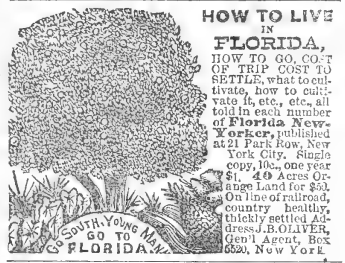 HOW TO LIVE
IN
FLORIDA,
HOW TO GO, COST
OF TRIP COST TO
SETTLE, what to cul-
tivate, how to culti-
vate it, etc., etc., all
told in each number
of Florida New-
Yorker, published
at 21 Park Row, New
York City. Single
copy, 10c., one year
$1. 40 Acres Or-
ange Land for $50.
On line of railroad,
country healthy,
thickly settled Ad-
dress J. B. OLIVER,
Gen'l Agent, Box
5520, New York.
GO SOUTH, YOUNG MAN
GO TO
FLORIDA.